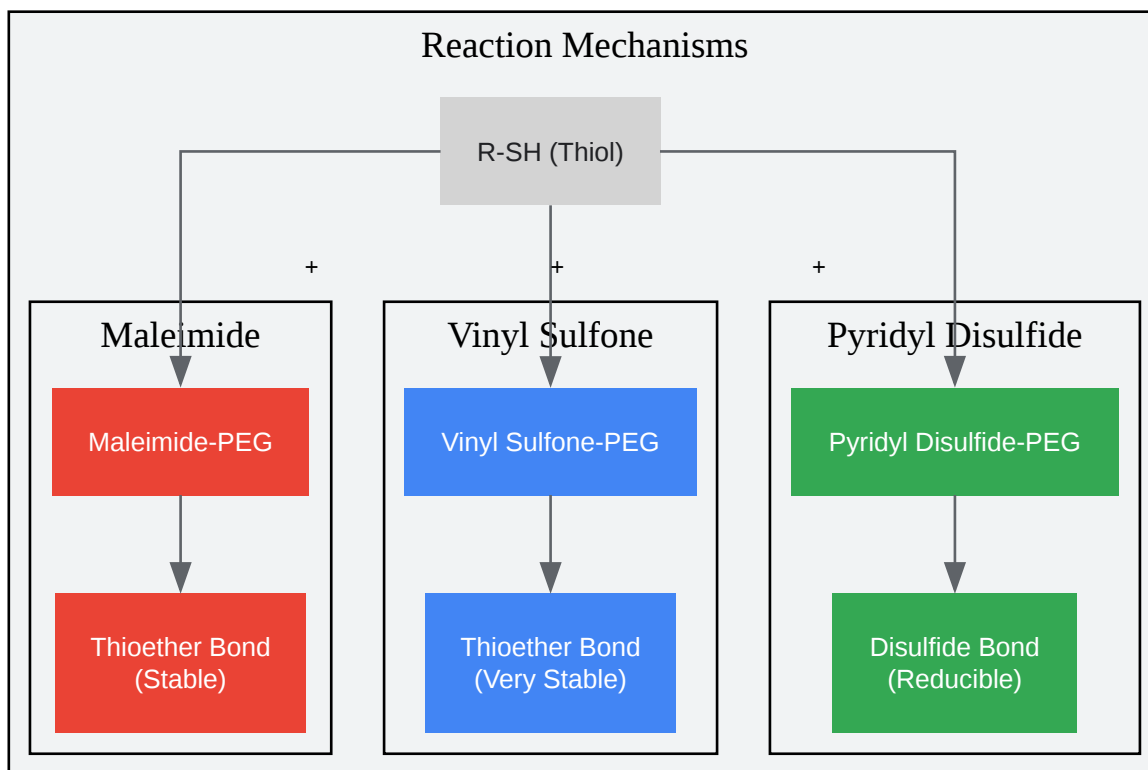 Reaction Mechanisms
R-SH (Thiol)
+ + +
Maleimide Vinyl Sulfone Pyridyl Disulfide
Maleimide-PEG Vinyl Sulfone-PEG Pyridyl Disulfide-PEG
Thioether Bond Thioether Bond Disulfide Bond
(Stable) (Very Stable) (Reducible)